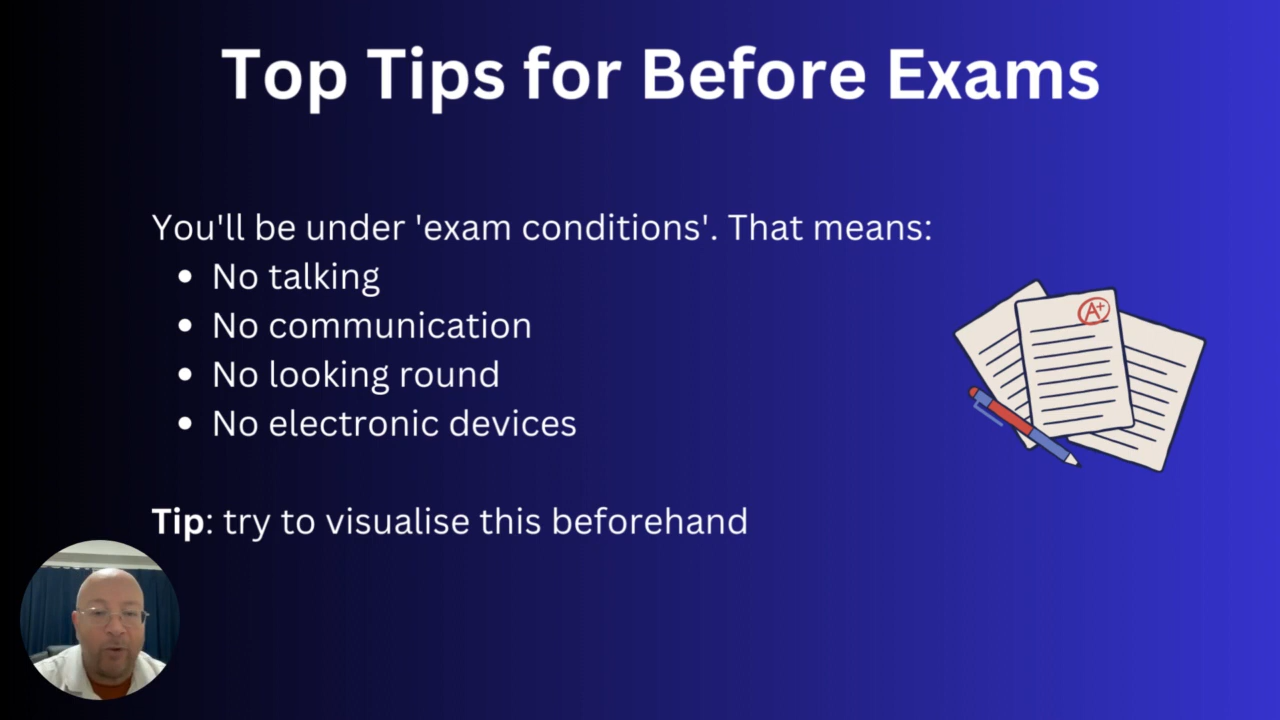 Top Tips for Before Exams
You'll be under 'exam conditions'. That means:
• No talking
• No communication
• No looking round
• No electronic devices
Tip: try to visualise this beforehand
A+